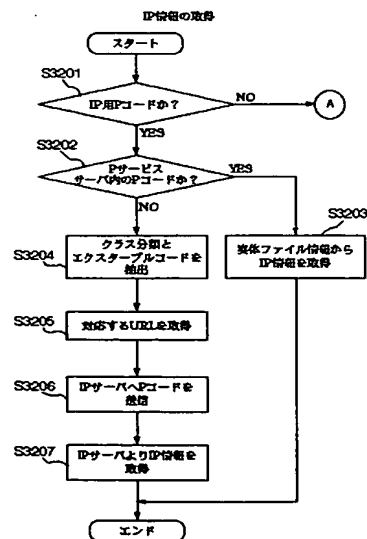 IP情報の取得
スタート
S3201
IP用Pコードか？
NO
A
YES
S3202
Pサービス
サーバ内のPコードか？
YES
NO
S3203
実体ファイル情報から
IP情報を取得
S3204
クラス分類と
エクスターブルコードを
抽出
S3205
対応するURLを取得
S3206
IPサーバへPコードを
送信
S3207
IPサーバよりIP情報を
取得
エンド